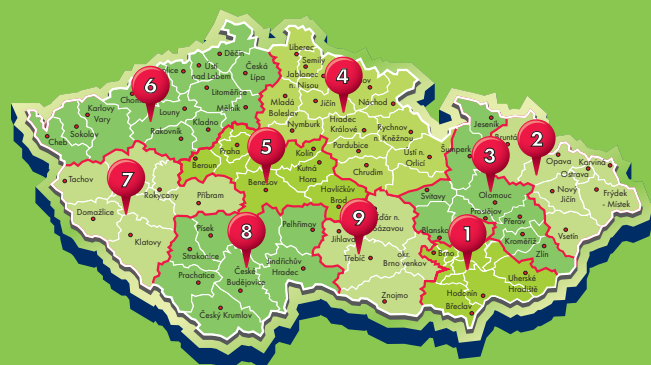 Děčín
Ústí
nad Labem
Česká
Lípa
Litoměřice
Mělník
Karlovy
Vary
Sokolov
Cheb
Louny
Kladno
Rakovník
6
Liberec
Semily
Jablonec
n. Nisou
Mladá
Boleslav
Jičín
Nymburk
Náchod
Hradec
Králové
Pardubice
Rychnov
n. Kněžnou
Ústí n.
Orlicí
Chrudim
4
Praha
Beroun
Kolín
Kutná
Hora
Benešov
Havlíčkův
Brod
5
Jeseník
Šumperk
Svitavy
Olomouc
Prostějov
Přerov
Kroměříž
Zlín
Blansko
3
Opava
Karviná
Ostrava
Nový
Jičín
Frýdek
- Místek
Vsetín
2
Tachov
Rokycany
Příbram
Domažlice
Klatovy
7
Písek
Strakonice
Prachatice
České
Budějovice
Český Krumlov
Jindřichův
Hradec
Pelhřimov
8
Jihlava
Třebíč
okr.
Brno venkov
Znojmo
9
Brno
Hodonín
Břeclav
Uherské
Hradiště
1